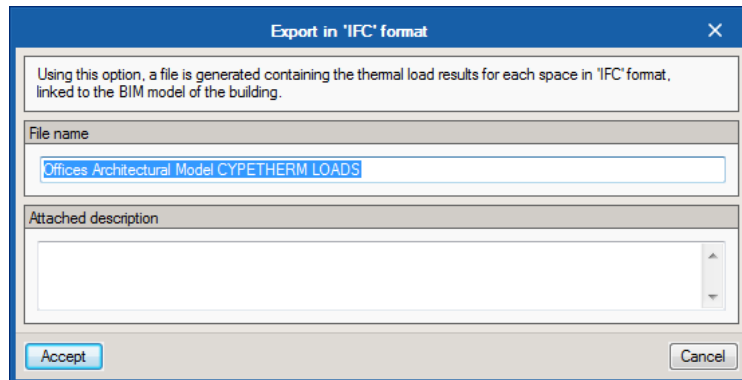 Export in 'IFC' format
Using this option, a file is generated containing the thermal load results for each space in 'IFC' format,
linked to the BIM model of the building.
File name
Offices Architectural Model CYPETHERM LOADS
Attached description
Accept
Cancel